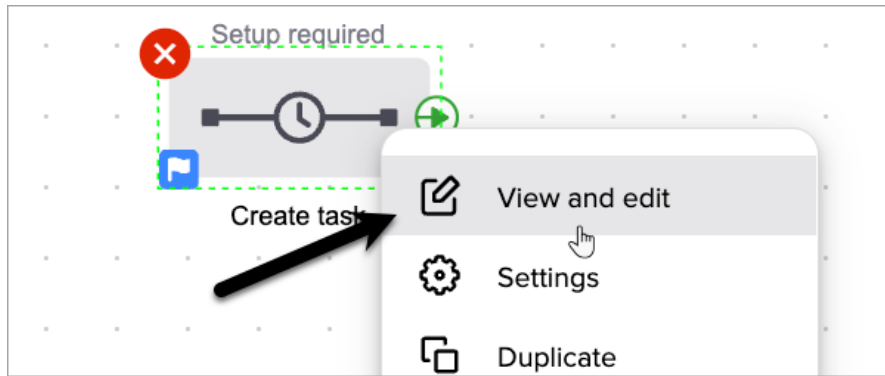 Setup required
Create task
View and edit
Settings
Duplicate